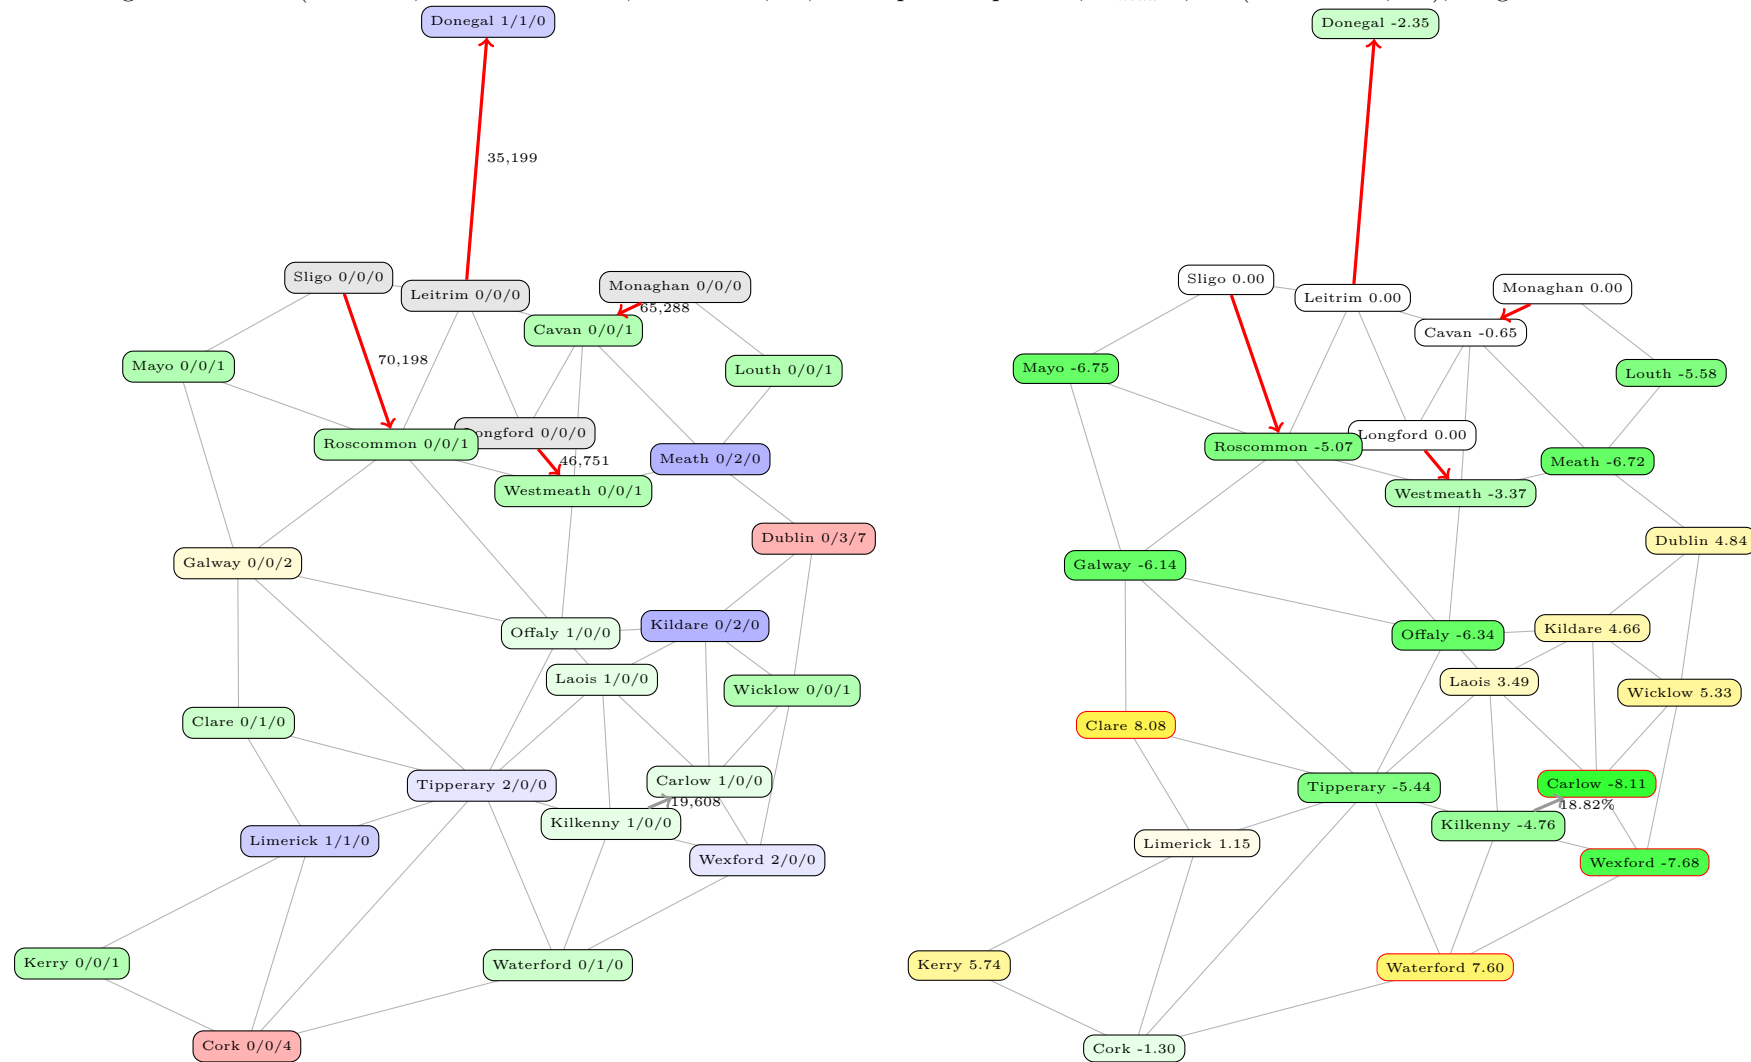 Donegal 1/1/0
35,199
Sligo 0/0/0
Leitrim 0/0/0
Monaghan 0/0/0
65,288
Cavan 0/0/1
Mayo 0/0/1
70,198
Louth 0/0/1
Longford 0/0/0
Roscommon 0/0/1
46,751
Meath 0/2/0
Westmeath 0/0/1
Dublin 0/3/7
Galway 0/0/2
Offaly 1/0/0
Kildare 0/2/0
Laois 1/0/0
Wicklow 0/0/1
Clare 0/1/0
Tipperary 2/0/0
Carlow 1/0/0
19,608
Kilkenny 1/0/0
Limerick 1/1/0
Wexford 2/0/0
Kerry 0/0/1
Waterford 0/1/0
Cork 0/0/4
Donegal -2.35
Sligo 0.00
Leitrim 0.00
Monaghan 0.00
Cavan -0.65
Mayo -6.75
Louth -5.58
Longford 0.00
Roscommon -5.07
Meath -6.72
Westmeath -3.37
Dublin 4.84
Galway -6.14
Offaly -6.34
Kildare 4.66
Laois 3.49
Wicklow 5.33
Clare 8.08
Tipperary -5.44
Carlow -8.11
18.82%
Kilkenny -4.76
Limerick 1.15
Wexford -7.68
Kerry 5.74
Waterford 7.60
Cork -1.30